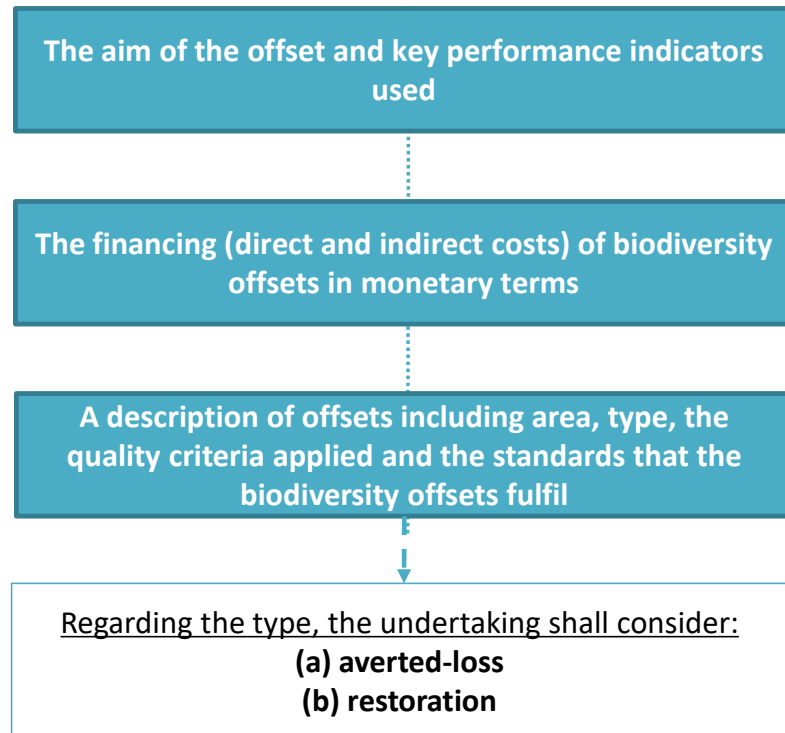 The aim of the offset and key performance indicators
used
The financing (direct and indirect costs) of biodiversity
offsets in monetary terms
A description of offsets including area, type, the
quality criteria applied and the standards that the
biodiversity offsets fulfil
Regarding the type, the undertaking shall consider:
(a) averted-loss
(b) restoration